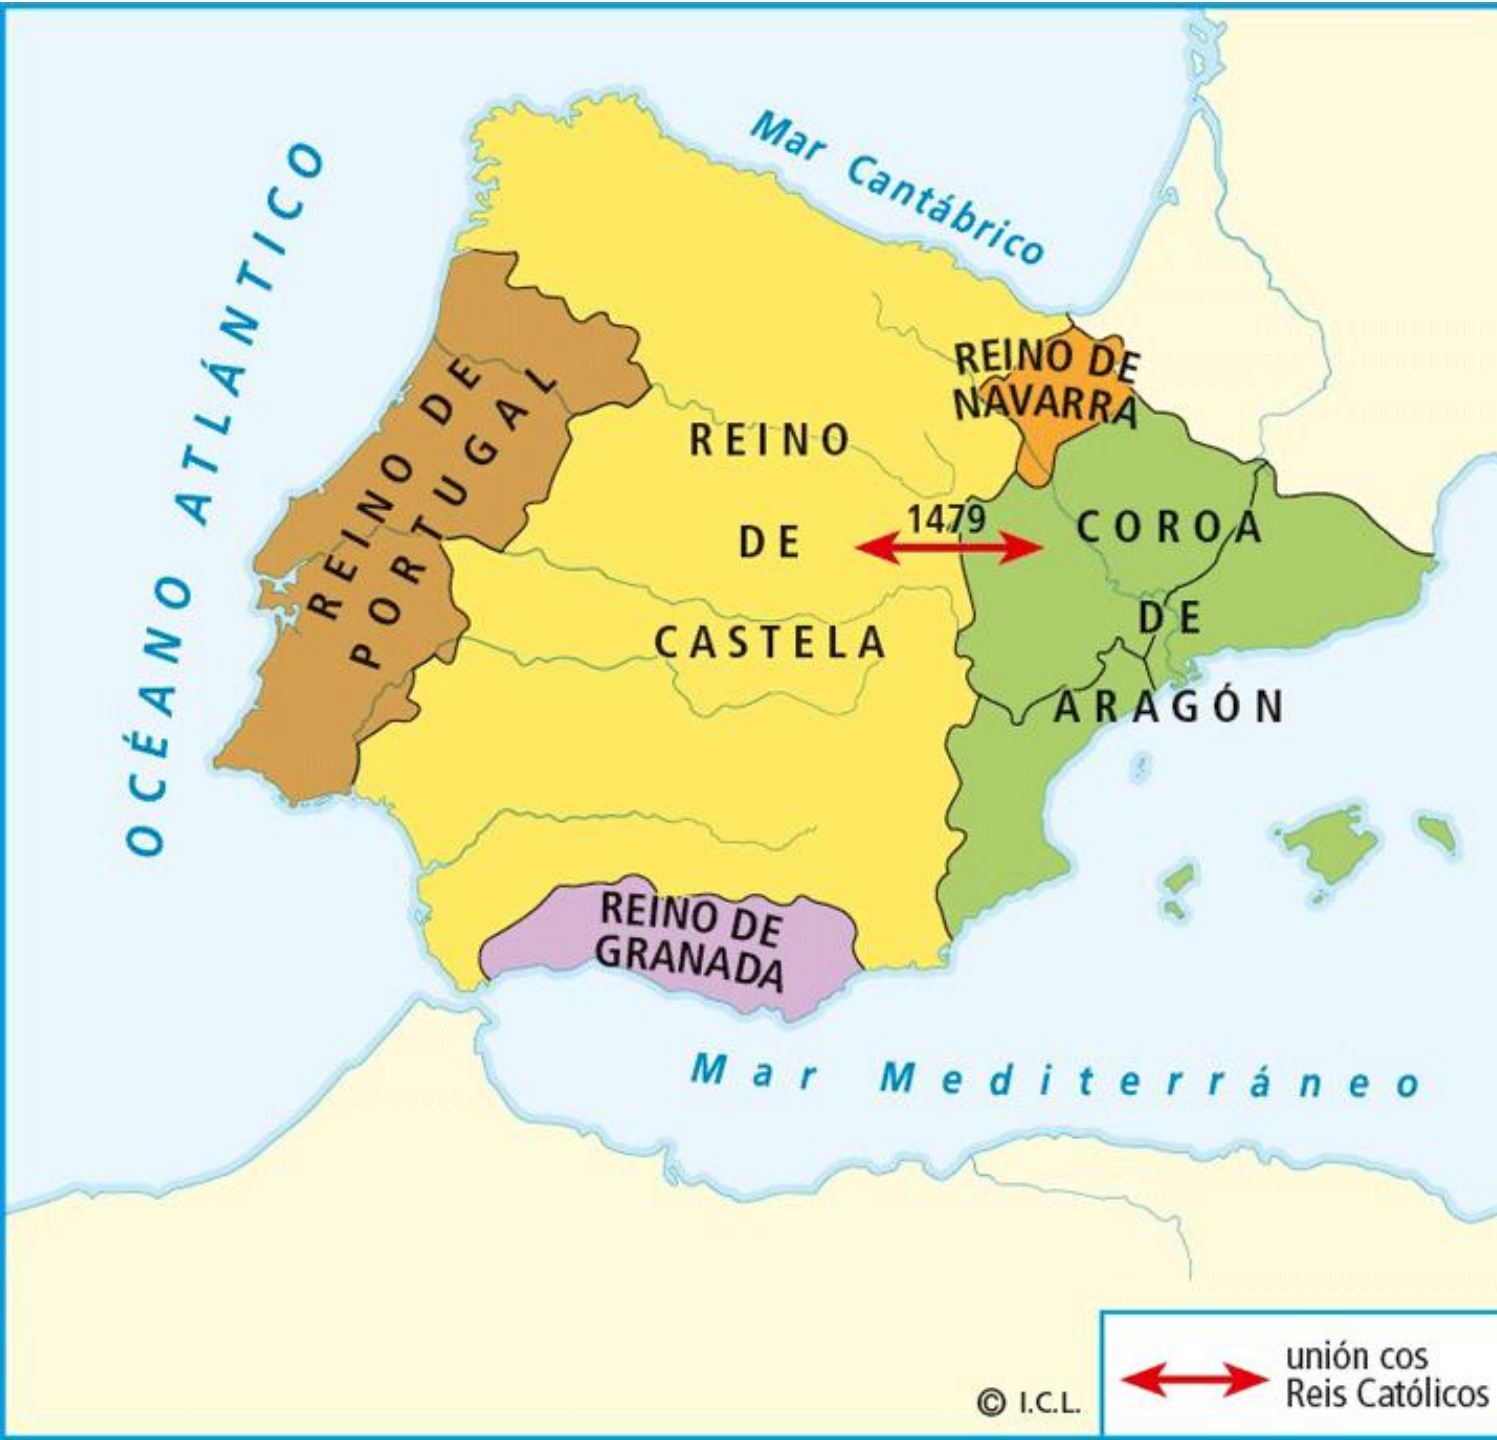 Mar Cantábrico
OCÉANO ATLÁNTICO
REINO DE
PORTUGAL
REINO DE
NAVARRA
REINO
DE
CASTELA
1479
COROA
DE
ARAGÓN
REINO DE
GRANADA
Mar Mediterráneo
unión cos
Reis Católicos
© I.C.L.